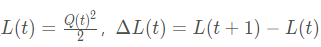 L(t) = Q(t)²/2, ΔL(t) = L(t + 1) − L(t)